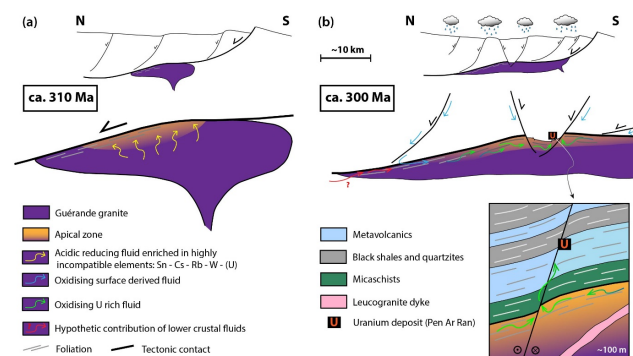 (a)
N
S
ca. 310 Ma
Guérande granite
Apical zone
Acidic reducing fluid enriched in highly
incompatible elements: Sn - Cs - Rb - W - (U)
Oxidising surface derived fluid
Oxidising U rich fluid
Hypothetic contribution of lower crustal fluids
Foliation
Tectonic contact
(b)
N
S
~10 km
ca. 300 Ma
U
?
Metavolcanics
Black shales and quartzites
Micaschists
Leucogranite dyke
U
Uranium deposit (Pen Ar Ran)
U
~100 m